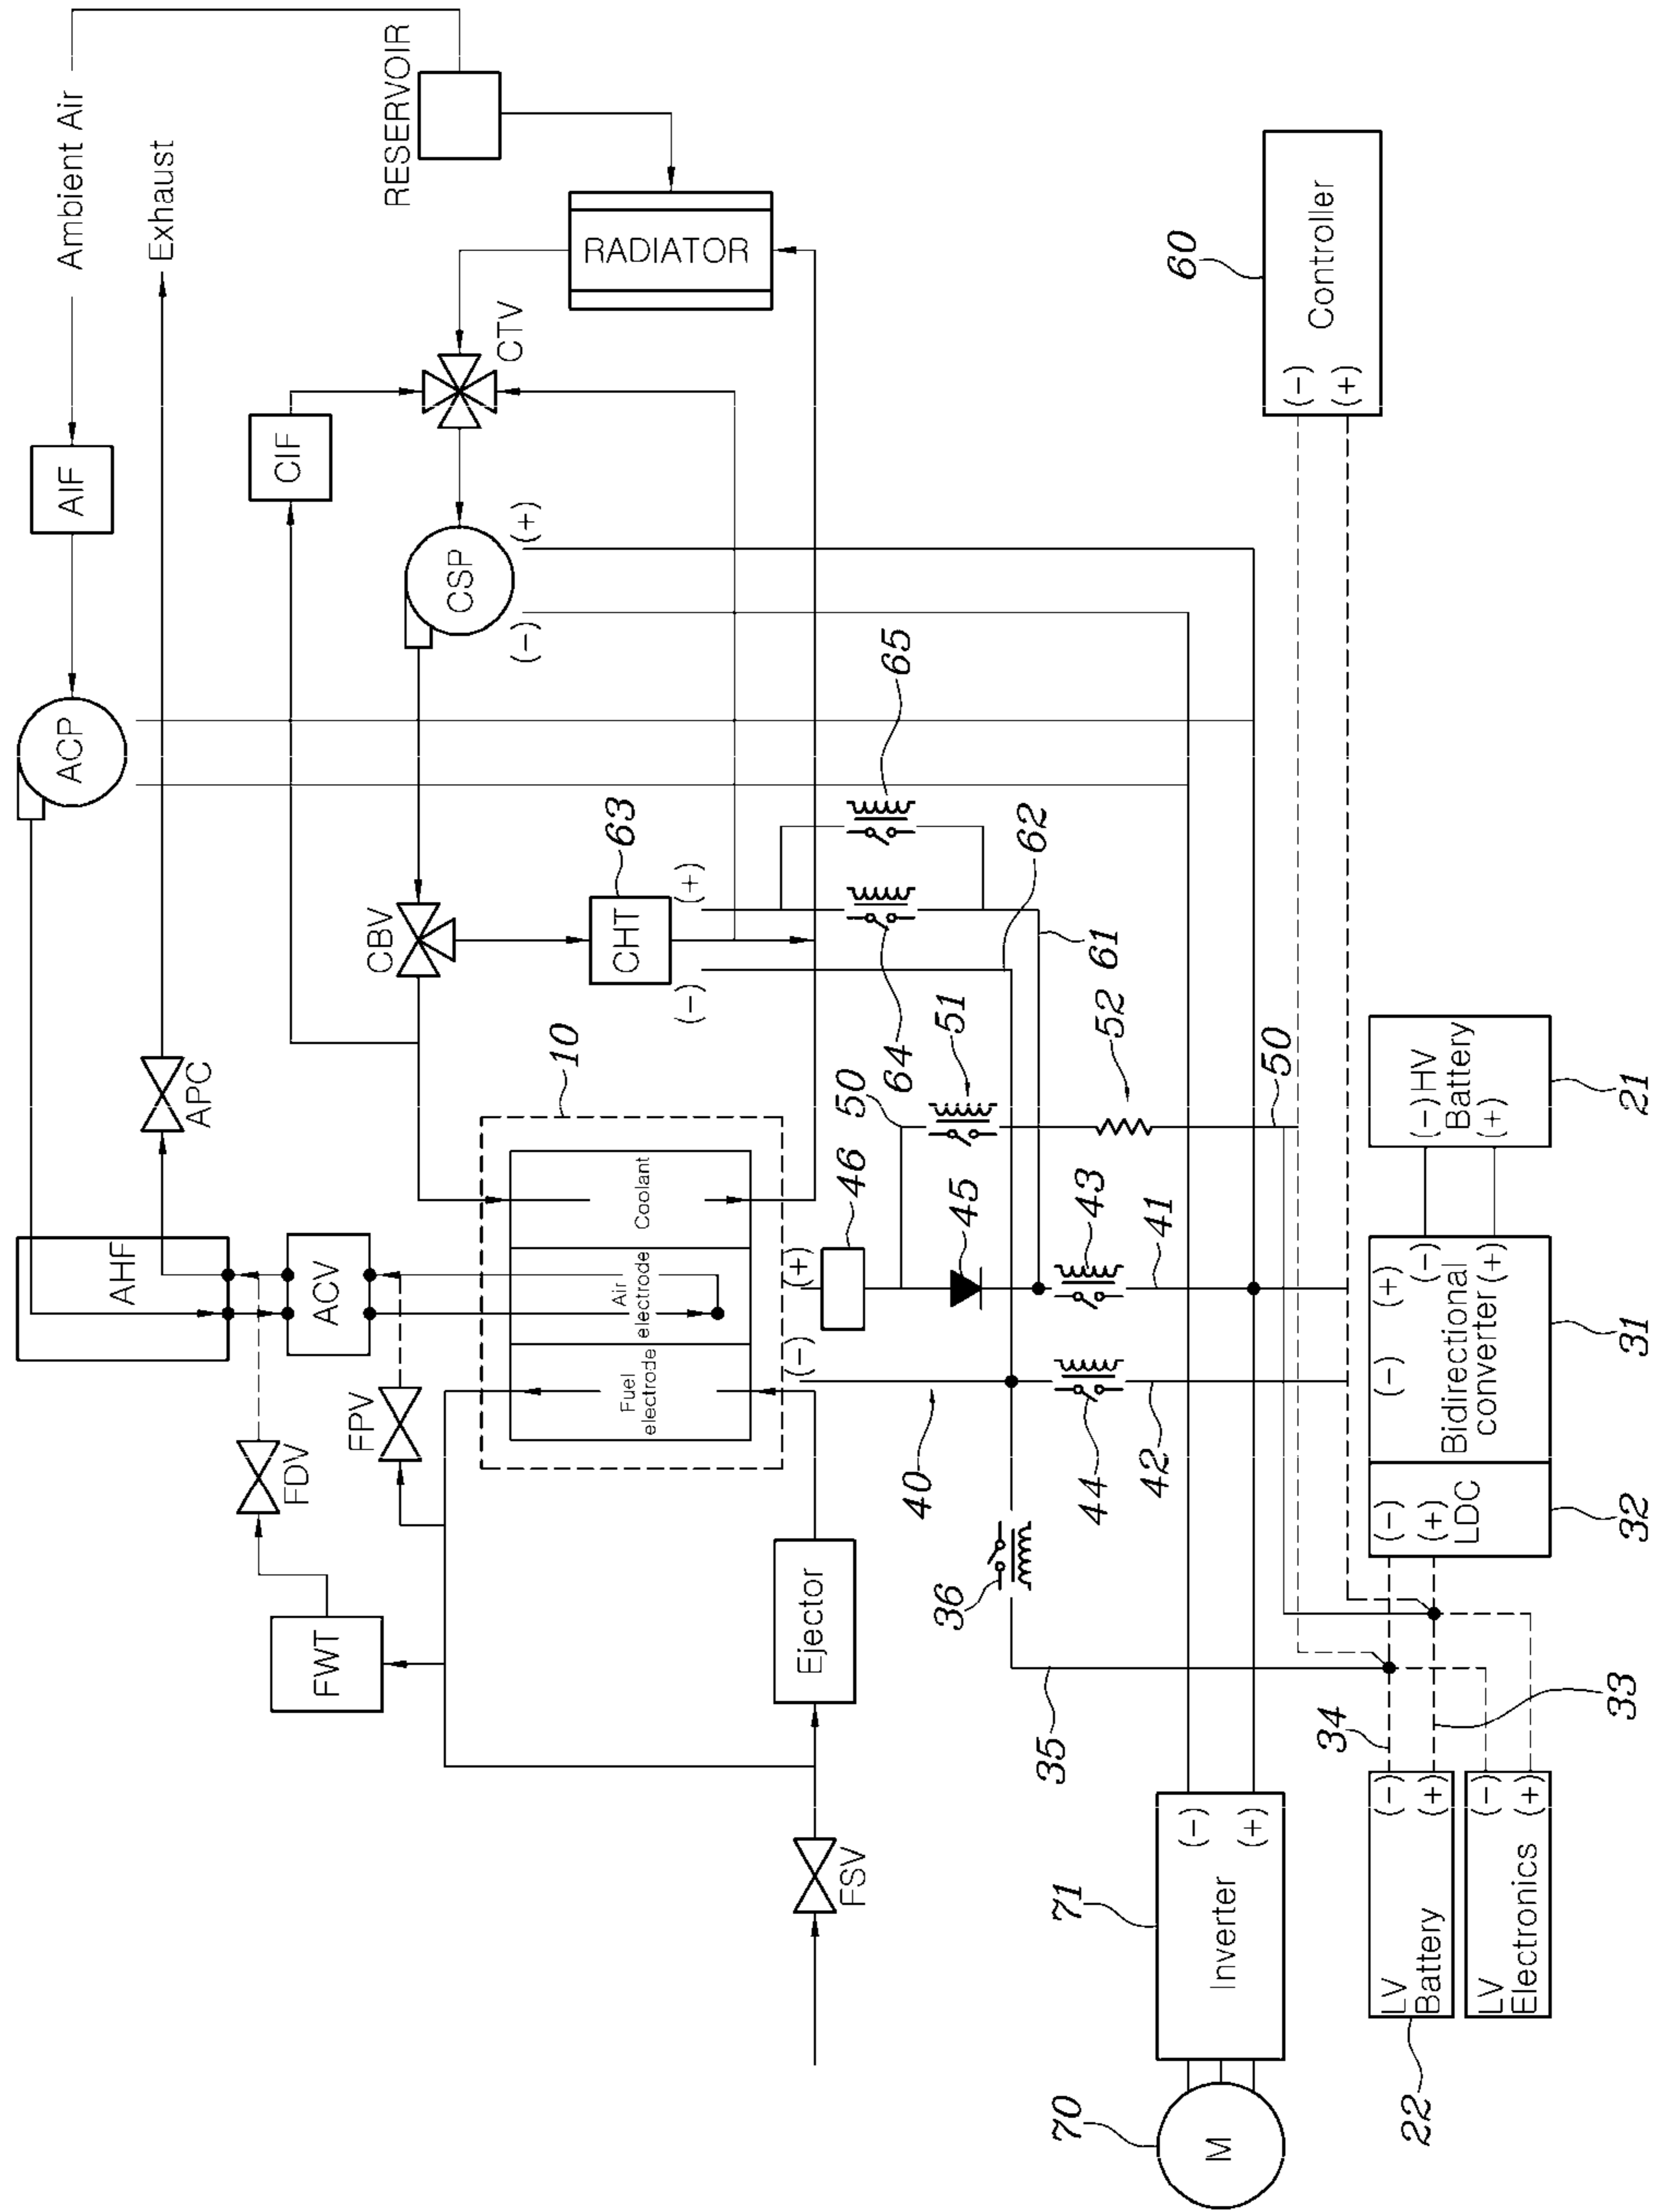 Ambient Air
Exhaust
RESERVOIR
RADIATOR
CTV
CIF
AIF
ACP
CSP
(+)
(-)
CBV
CHT
63
(+)
(-)
65
64
62
61
60
Controller
(-)
(+)
APC
AHF
ACV
10
Coolant
Air
electrode
Fuel
electrode
FDV
FPV
FWT
Ejector
FSV
(+)
(-)
46
45
50
51
52
50
43
41
44
42
40
36
35
(-) HV
Battery
(+)
21
(-)
(+)
(-)
(+)
Bidirectional
converter
31
(-)
(+)
LDC
32
33
34
Inverter
(-)
(+)
71
M
70
LV
Battery
(-)
(+)
22
LV
Electronics
(-)
(+)